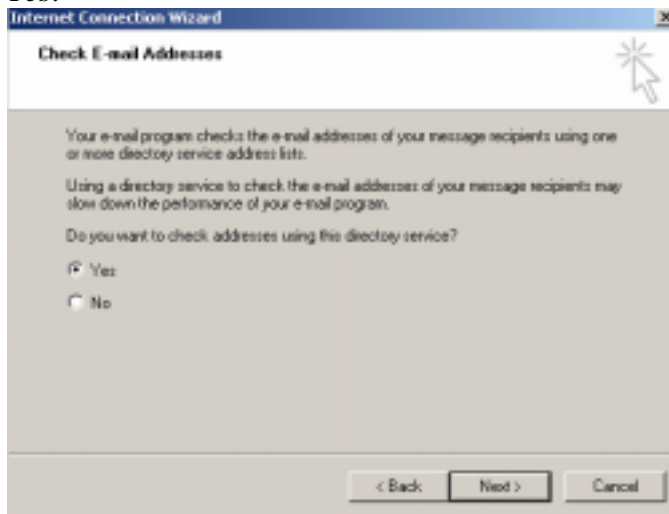 Internet Connection Wizard
Check E-mail Addresses
Your e-mail program checks the e-mail addresses of your message recipients using one
or more directory service address lists.
Using a directory service to check the e-mail addresses of your message recipients may
slow down the performance of your e-mail program.
Do you want to check addresses using this directory service?
Yes
No
< Back
Next >
Cancel